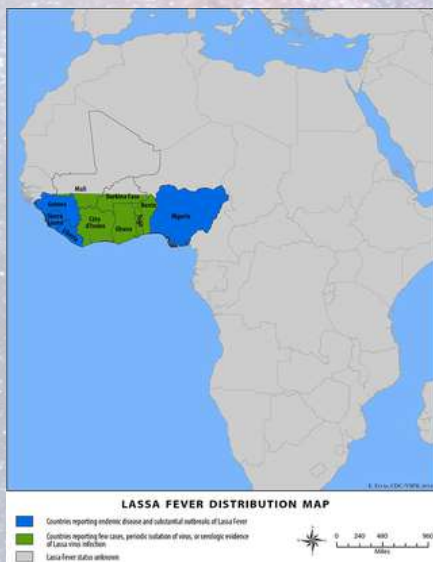 Mali
Burkina Faso
Guinea
Benin
Nigeria
Sierra
Leone
Côte
d'Ivoire
Togo
Ghana
Liberia
LASSA FEVER DISTRIBUTION MAP
Countries reporting endemic disease and substantial outbreaks of Lassa Fever
Countries reporting few cases, periodic isolation of virus, or serologic evidence
of Lassa virus infection
Lassa fever status unknown
0 240 480 960
Miles